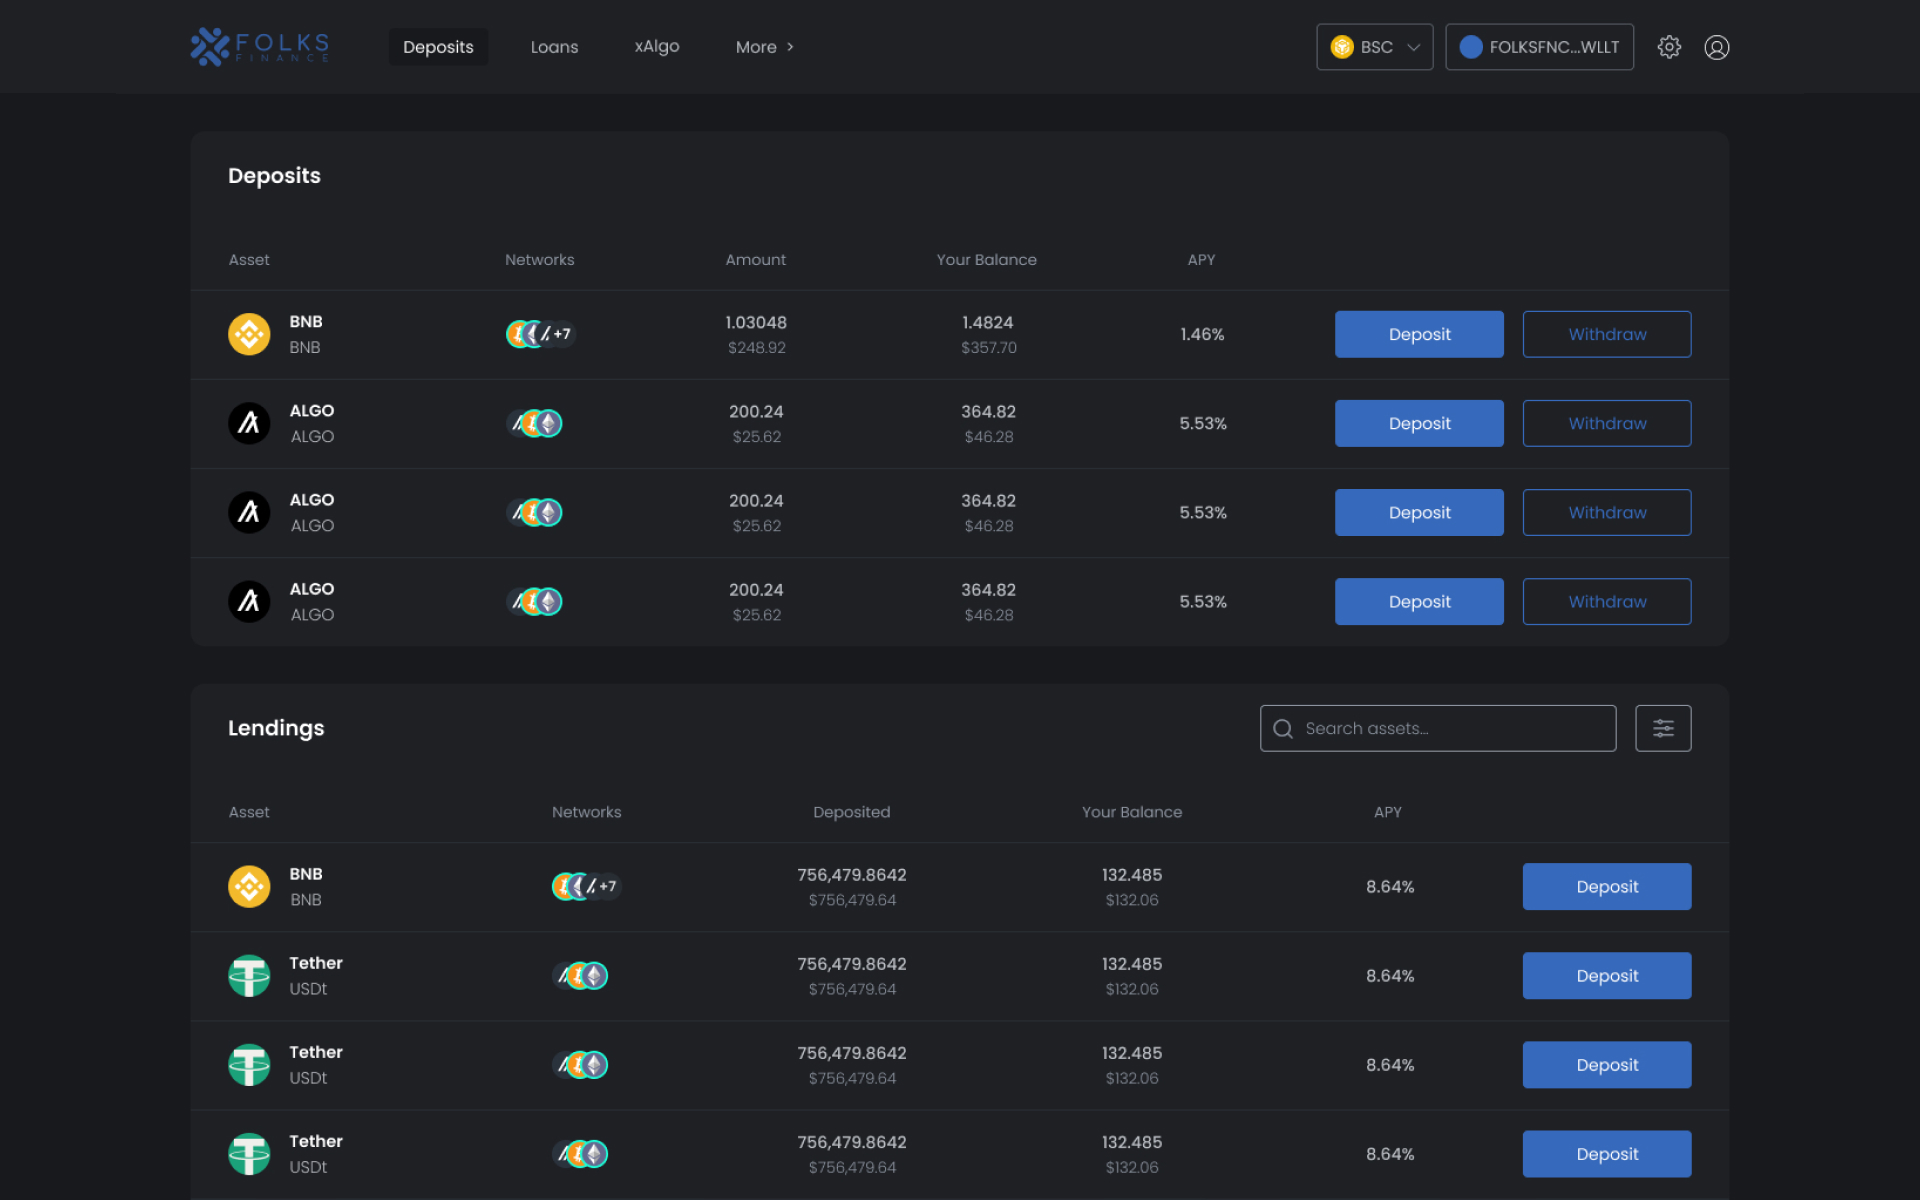 FOLKS
FINANCE
Deposits
Loans
xAlgo
More
BSC
FOLKSFNC...WLLT
Deposits
Asset Networks Amount Your Balance APY
BNB
BNB
+7
1.03048
$248.92
1.4824
$357.70
1.46%
Deposit
Withdraw
ALGO
ALGO
200.24
$25.62
364.82
$46.28
5.53%
Deposit
Withdraw
ALGO
ALGO
200.24
$25.62
364.82
$46.28
5.53%
Deposit
Withdraw
ALGO
ALGO
200.24
$25.62
364.82
$46.28
5.53%
Deposit
Withdraw
Lendings
Search assets...
Asset Networks Deposited Your Balance APY
BNB
BNB
+7
756,479.8642
$756,479.64
132.485
$132.06
8.64%
Deposit
Tether
USDt
756,479.8642
$756,479.64
132.485
$132.06
8.64%
Deposit
Tether
USDt
756,479.8642
$756,479.64
132.485
$132.06
8.64%
Deposit
Tether
USDt
756,479.8642
$756,479.64
132.485
$132.06
8.64%
Deposit